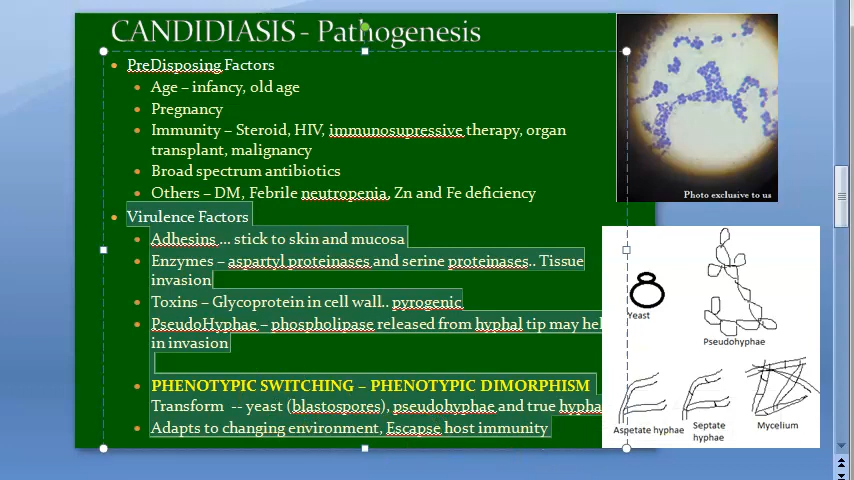 CANDIDIASIS - Pathogenesis
PreDisposing Factors
Age – infancy, old age
Pregnancy
Immunity – Steroid, HIV, immunosupressive therapy, organ
transplant, malignancy
Broad spectrum antibiotics
Others – DM, Febrile neutropenia, Zn and Fe deficiency
Virulence Factors
Adhesins ... stick to skin and mucosa
Enzymes – aspartyl proteinases and serine proteinases.. Tissue
invasion
Toxins – Glycoprotein in cell wall.. pyrogenic
PseudoHyphae – phospholipase released from hyphal tip may hel
in invasion
PHENOTYPIC SWITCHING – PHENOTYPIC DIMORPHISM
Transform -- yeast (blastospores), pseudohyphae and true hypha
Adapts to changing environment, Escapse host immunity
Photo exclusive to us
Yeast
Pseudohyphae
Aspetate hyphae
Septate
hyphae
Mycelium